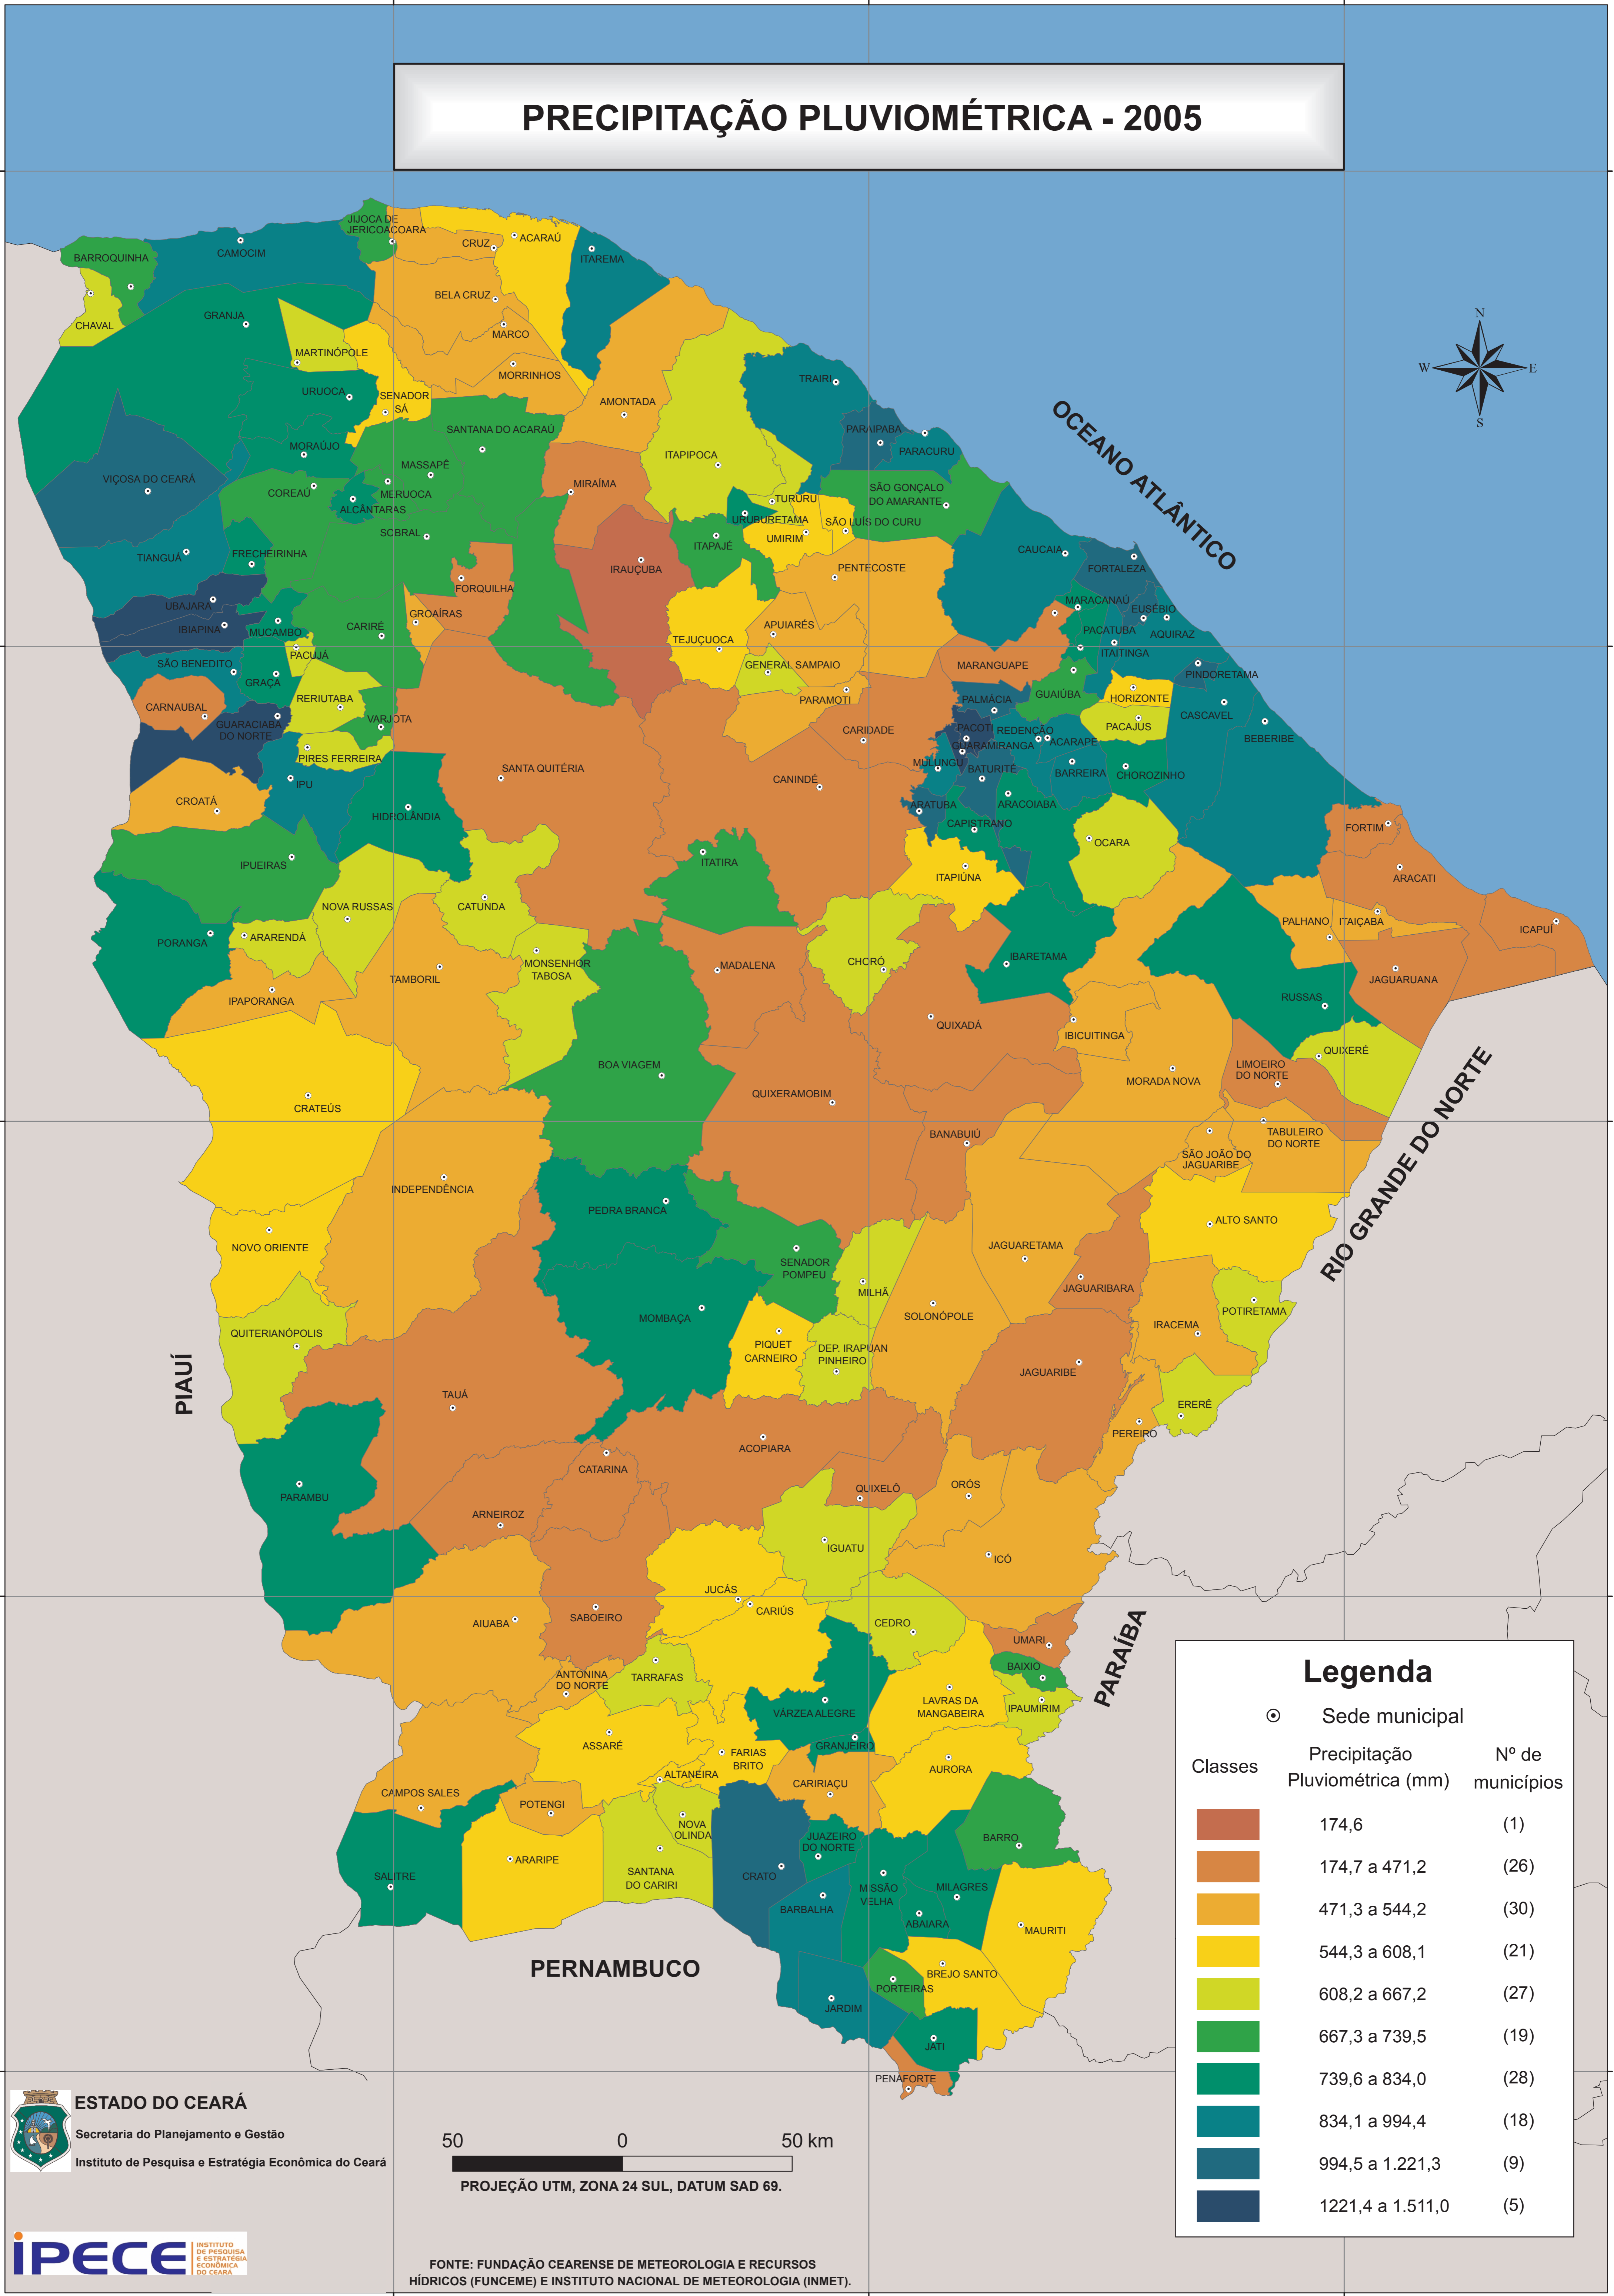 PRECIPITAÇÃO PLUVIOMÉTRICA - 2005
JIJOCA DE
JERICOACOARA
CRUZ
ACARAÚ
ITAREMA
BARROQUINHA
CAMOCIM
CHAVAL
GRANJA
BELA CRUZ
MARCO
MARTINÓPOLE
MORRINHOS
URUOCA
SENADOR
SÁ
AMONTADA
TRAIRI
N
W
E
S
OCEANO ATLÂNTICO
SANTANA DO ACARAÚ
PARAIPABA
PARACURU
MORAÚJO
MASSAPÊ
ITAPIPOCA
VIÇOSA DO CEARÁ
COREAÚ
MERUOCA
ALCÂNTARAS
MIRAÍMA
SÃO GONÇALO
DO AMARANTE
TURURU
URUBURETAMA
SÃO LUÍS DO CURU
SOBRAL
UMIRIM
ITAPAJÉ
TIANGUÁ
FRECHEIRINHA
CAUCAIA
FORTALEZA
IRAUÇUBA
PENTECOSTE
FORQUILHA
UBAJARA
MARACANAÚ
EUSÉBIO
IBIAPINA
MUCAMBO
CARIRÉ
GROAÍRAS
APUIARÉS
PACATUBA
AQUIRAZ
TEJUÇUOCA
ITAITINGA
PACUJÁ
SÃO BENEDITO
GENERAL SAMPAIO
MARANGUAPE
PINDORETAMA
GRAÇA
RERIUTABA
GUAIÚBA
HORIZONTE
CARNAUBAL
PARAMOTI
PALMÁCIA
GUARACIABA
DO NORTE
VARJOTA
CASCAVEL
PACAJUS
CARIDADE
PACOTI
REDENÇÃO
BEBERIBE
GUARAMIRANGA
ACARAPE
PIRES FERREIRA
MULUNGU
BATURITÉ
BARREIRA
CHOROZINHO
IPU
SANTA QUITÉRIA
CANINDÉ
CROATÁ
ARATUBA
ARACOIABA
HIDROLÂNDIA
CAPISTRANO
FORTIM
OCARA
IPUEIRAS
ITATIRA
ITAPIÚNA
ARACATI
NOVA RUSSAS
CATUNDA
PALHANO
ITAIÇABA
ICAPUÍ
ARARENDÁ
PORANGA
IBARETAMA
CHORÓ
MONSENHOR
TABOSA
MADALENA
TAMBORIL
JAGUARUANA
IPAPORANGA
RUSSAS
QUIXADÁ
IBICUITINGA
QUIXERÉ
BOA VIAGEM
LIMOEIRO
DO NORTE
MORADA NOVA
QUIXERAMOBIM
CRATEÚS
BANABUIÚ
TABULEIRO
DO NORTE
SÃO JOÃO DO
JAGUARIBE
RIO GRANDE DO NORTE
INDEPENDÊNCIA
PEDRA BRANCA
ALTO SANTO
NOVO ORIENTE
JAGUARETAMA
SENADOR
POMPEU
JAGUARIBARA
MILHÃ
POTIRETAMA
MOMBAÇA
SOLONÓPOLE
IRACEMA
QUITERIANÓPOLIS
PIQUET
CARNEIRO
DEP. IRAPUAN
PINHEIRO
PIAUÍ
JAGUARIBE
TAUÁ
ERERÊ
PEREIRO
ACOPIARA
CATARINA
ORÓS
QUIXELÔ
PARAMBU
ARNEIROZ
IGUATU
ICÓ
JUCÁS
CARIÚS
SABOEIRO
AIUABA
CEDRO
UMARI
PARAÍBA
BAIXIO
ANTONINA
DO NORTE
TARRAFAS
LAVRAS DA
MANGABEIRA
IPAUMIRIM
VÁRZEA ALEGRE
ASSARÉ
FARIAS
BRITO
GRANJEIRO
ALTANEIRA
AURORA
CARIRIAÇU
CAMPOS SALES
POTENGI
NOVA
OLINDA
JUAZEIRO
DO NORTE
BARRO
ARARIPE
SANTANA
DO CARIRI
CRATO
SALITRE
MISSÃO
VELHA
MILAGRES
BARBALHA
ABAIARA
MAURITI
PERNAMBUCO
BREJO SANTO
PORTEIRAS
JARDIM
JATI
PENAFORTE
Legenda
Sede municipal
Classes
Precipitação
Pluviométrica (mm)
Nº de
municípios
174,6 (1)
174,7 a 471,2 (26)
471,3 a 544,2 (30)
544,3 a 608,1 (21)
608,2 a 667,2 (27)
667,3 a 739,5 (19)
739,6 a 834,0 (28)
834,1 a 994,4 (18)
994,5 a 1.221,3 (9)
1221,4 a 1.511,0 (5)
ESTADO DO CEARÁ
Secretaria do Planejamento e Gestão
Instituto de Pesquisa e Estratégia Econômica do Ceará
50 0 50 km
PROJEÇÃO UTM, ZONA 24 SUL, DATUM SAD 69.
IPECE
INSTITUTO
DE PESQUISA
E ESTRATÉGIA
ECONÔMICA
DO CEARÁ
FONTE: FUNDAÇÃO CEARENSE DE METEOROLOGIA E RECURSOS
HÍDRICOS (FUNCEME) E INSTITUTO NACIONAL DE METEOROLOGIA (INMET).